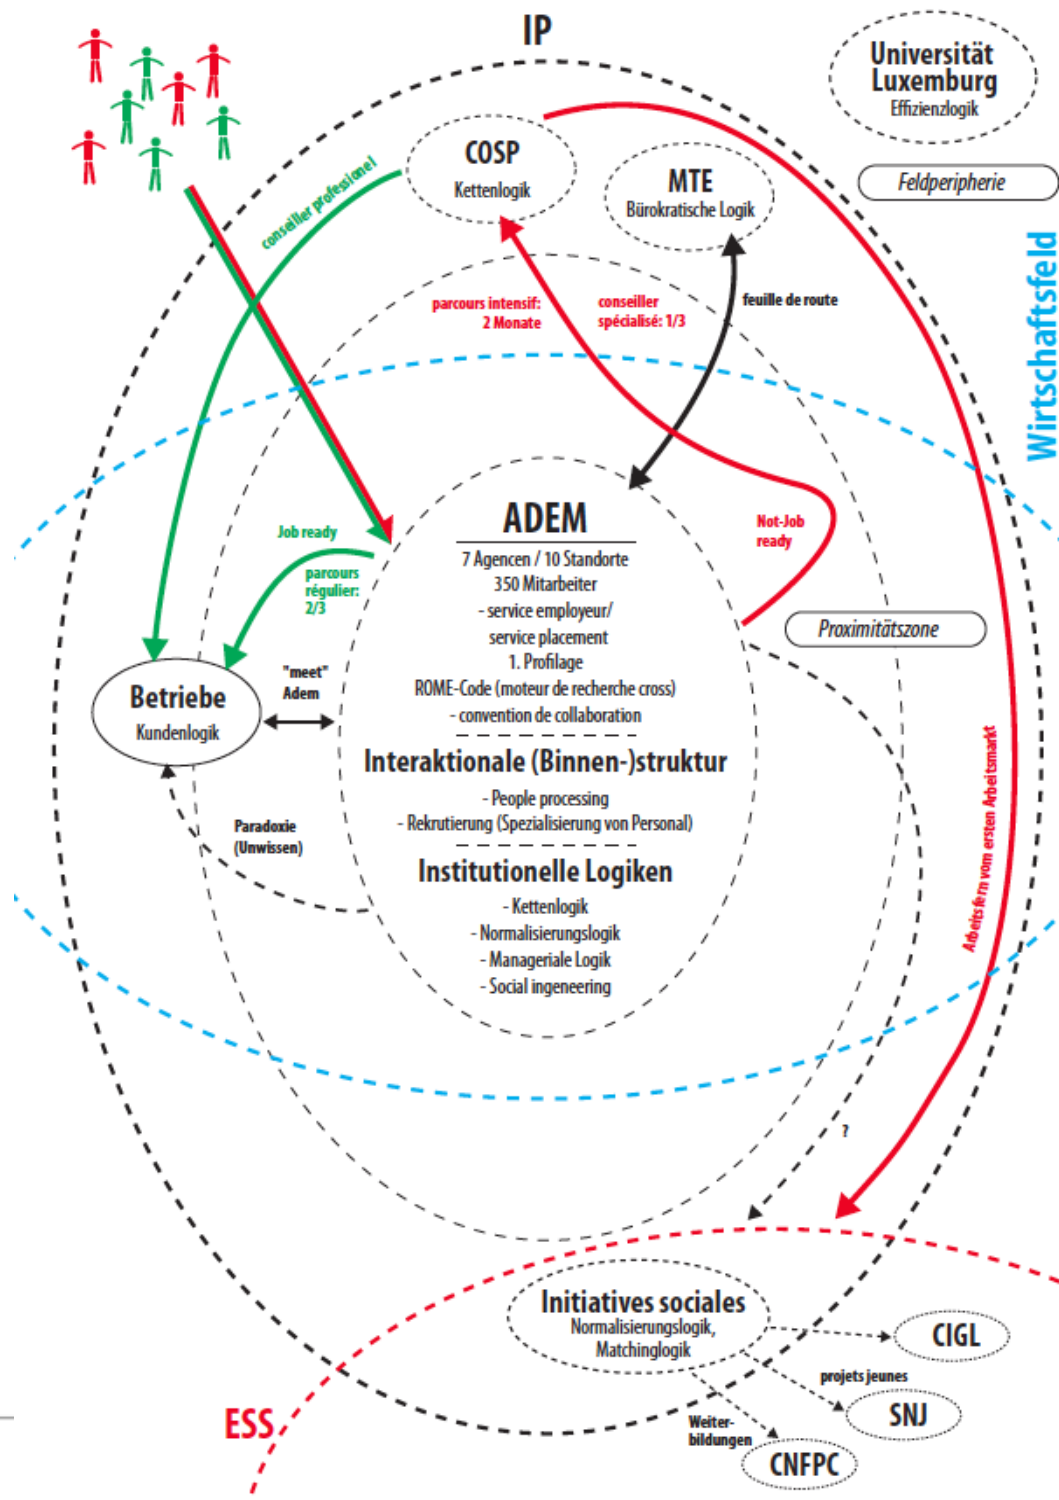 IP
Universität
Luxemburg
Effizienzlogik
COSP
Kettenlogik
MTE
Bürokratische Logik
Feldperipherie
conseiller professionel
Wirtschaftsfeld
parcours intensif:
2 Monate
conseiller
spécialisé: 1/3
feuille de route
ADEM
7 Agencen / 10 Standorte
350 Mitarbeiter
- service employeur/
service placement
1. Profilage
ROME-Code (moteur de recherche cross)
- convention de collaboration
Job ready
parcours
régulier:
2/3
Not-Job
ready
Proximitätszone
"meet"
Adem
Betriebe
Kundenlogik
Interaktionale (Binnen-)struktur
- People processing
- Rekrutierung (Spezialisierung von Personal)
Paradoxie
(Unwissen)
Institutionelle Logiken
- Kettenlogik
- Normalisierungslogik
- Manageriale Logik
- Social ingeneering
Arbeitsfern vom ersten Arbeitsmarkt
?
Initiatives sociales
Normalisierungslogik,
Matchinglogik
CIGL
projets jeunes
SNJ
ESS
Weiter-
bildungen
CNFPC